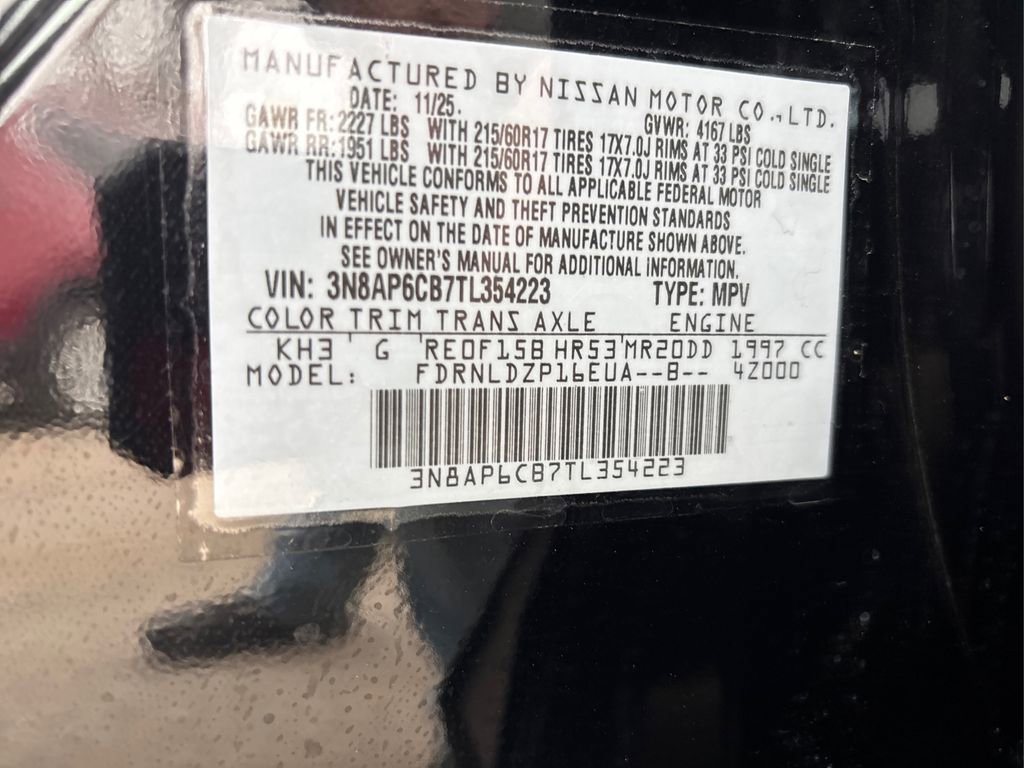 MANUFACTURED BY NISSAN MOTOR CO.,LTD.
DATE: 11/25. GVWR: 4167 LBS
GAWR FR: 2227 LBS WITH 215/60R17 TIRES 17X7.0J RIMS AT 33 PSI COLD SINGLE
GAWR RR: 1951 LBS WITH 215/60R17 TIRES 17X7.0J RIMS AT 33 PSI COLD SINGLE
THIS VEHICLE CONFORMS TO ALL APPLICABLE FEDERAL MOTOR
VEHICLE SAFETY AND THEFT PREVENTION STANDARDS
IN EFFECT ON THE DATE OF MANUFACTURE SHOWN ABOVE.
SEE OWNER'S MANUAL FOR ADDITIONAL INFORMATION.
VIN: 3N8AP6CB7TL354223 TYPE: MPV
COLOR TRIM TRANS AXLE ENGINE
KH3 ' G ' RE0F15B HR53 ' MR20DD 1997 CC
MODEL: FDRNLDZP16EUA--B-- 4Z000
3N8AP6CB7TL354223